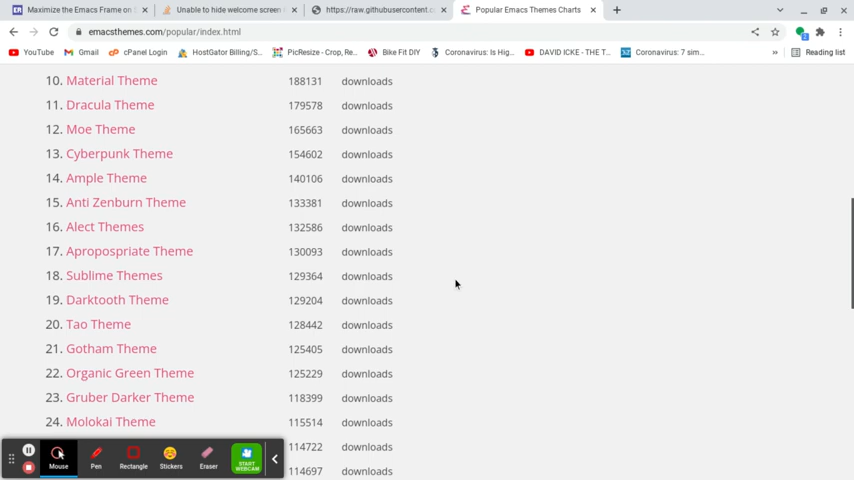 Maximize the Emacs Frame on S
Unable to hide welcome screen i
https://raw.githubusercontent.c
Popular Emacs Themes Charts
emacsthemes.com/popular/index.html
YouTube
Gmail
cPanel Login
HostGator Billing/S...
PicResize - Crop, Re...
Bike Fit DIY
Coronavirus: Is Hig...
DAVID ICKE - THE T...
Coronavirus: 7 sim...
»
Reading list
10. Material Theme 188131 downloads
11. Dracula Theme 179578 downloads
12. Moe Theme 165663 downloads
13. Cyberpunk Theme 154602 downloads
14. Ample Theme 140106 downloads
15. Anti Zenburn Theme 133381 downloads
16. Alect Themes 132586 downloads
17. Apropospriate Theme 130093 downloads
18. Sublime Themes 129364 downloads
19. Darktooth Theme 129204 downloads
20. Tao Theme 128442 downloads
21. Gotham Theme 125405 downloads
22. Organic Green Theme 125229 downloads
23. Gruber Darker Theme 118399 downloads
24. Molokai Theme 115514 downloads
114722 downloads
114697 downloads
Mouse
Pen
Rectangle
Stickers
Eraser
START
WEBCAM